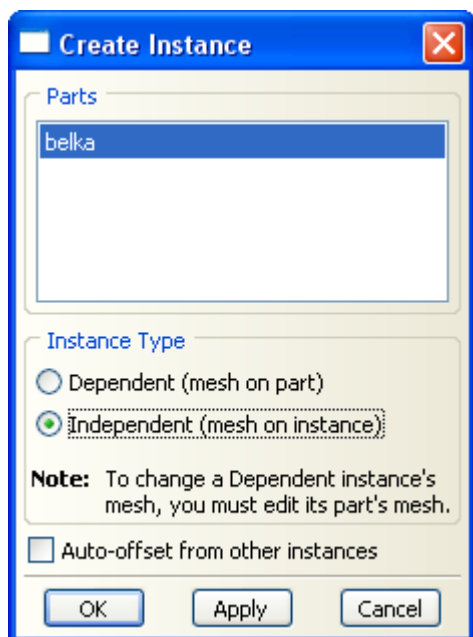 Create Instance
Parts
belka
Instance Type
Dependent (mesh on part)
Independent (mesh on instance)
Note: To change a Dependent instance's
mesh, you must edit its part's mesh.
Auto-offset from other instances
OK Apply Cancel